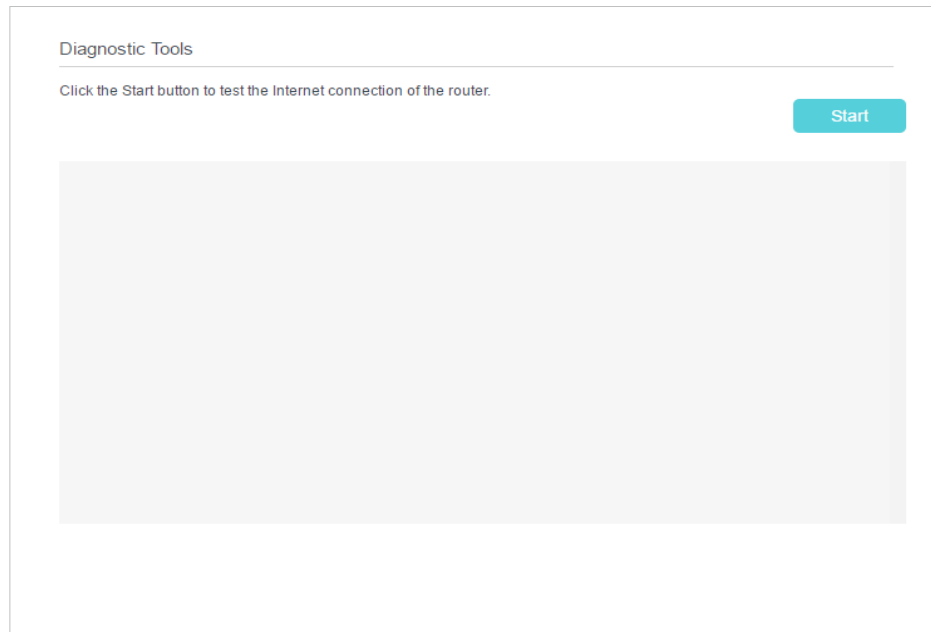 Diagnostic Tools
Click the Start button to test the Internet connection of the router.
Start